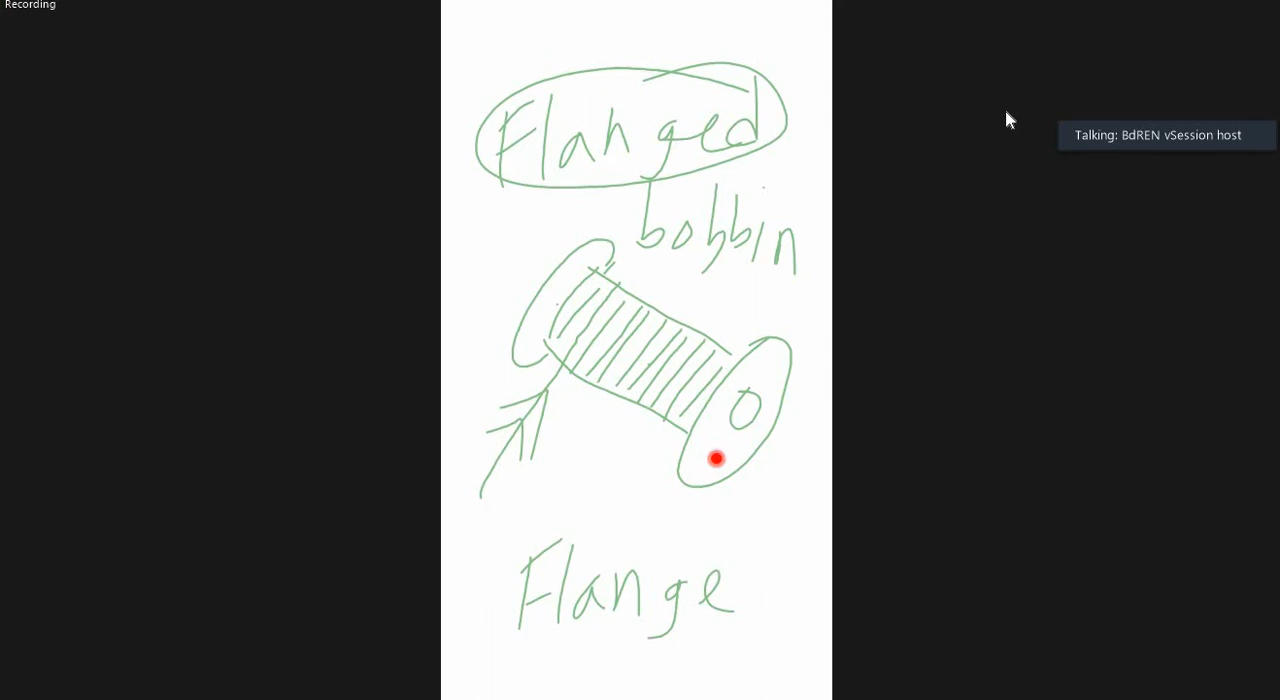 Recording
Talking: BdREN vSession host
Flanged
bobbin
Flange